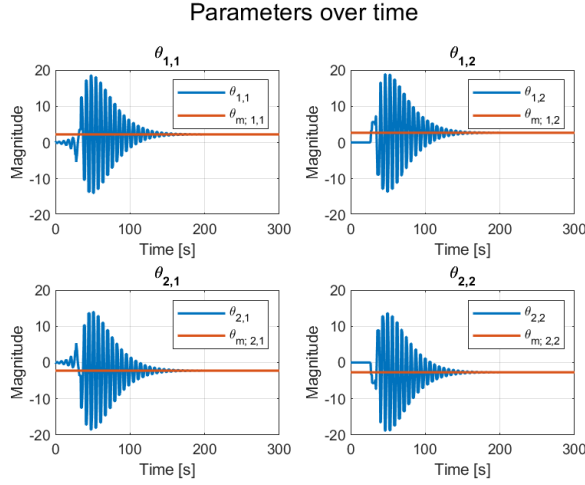 Parameters over time
θ1,1
Magnitude
20
10
0
-10
-20
0 100 200 300
Time [s]
θ1,1
θm; 1,1
θ1,2
Magnitude
20
10
0
-10
-20
0 100 200 300
Time [s]
θ1,2
θm; 1,2
θ2,1
Magnitude
20
10
0
-10
-20
0 100 200 300
Time [s]
θ2,1
θm; 2,1
θ2,2
Magnitude
20
10
0
-10
-20
0 100 200 300
Time [s]
θ2,2
θm; 2,2